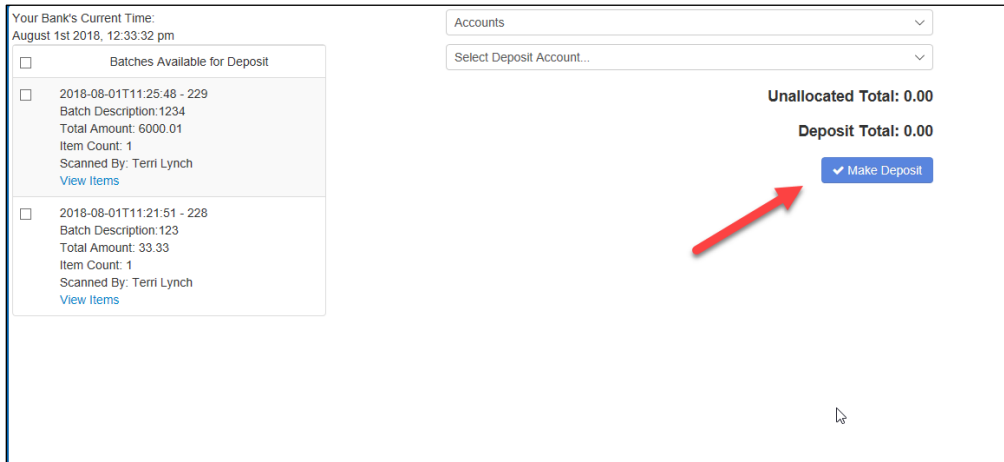 Your Bank's Current Time:
August 1st 2018, 12:33:32 pm
Batches Available for Deposit
2018-08-01T11:25:48 - 229
Batch Description:1234
Total Amount: 6000.01
Item Count: 1
Scanned By: Terri Lynch
View Items
2018-08-01T11:21:51 - 228
Batch Description:123
Total Amount: 33.33
Item Count: 1
Scanned By: Terri Lynch
View Items
Accounts
Select Deposit Account...
Unallocated Total: 0.00
Deposit Total: 0.00
Make Deposit